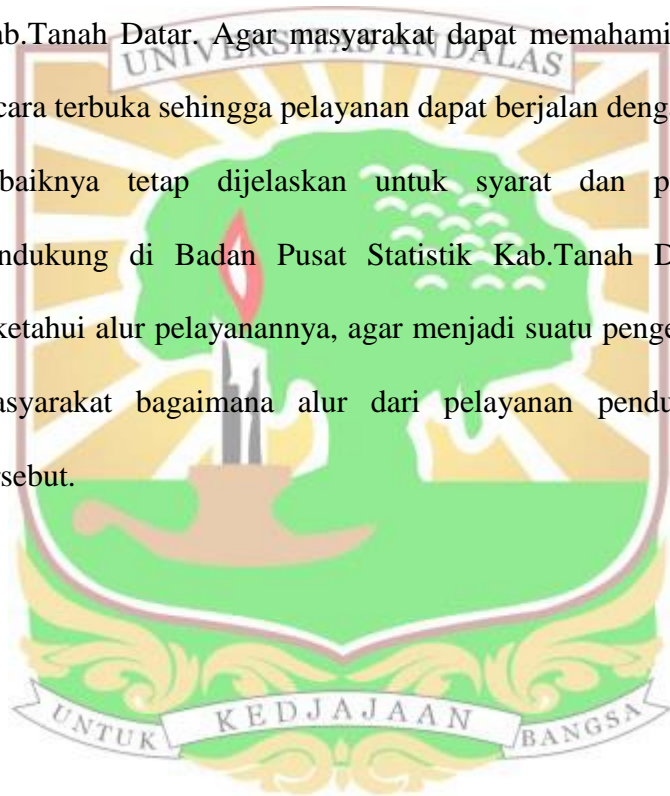 ab.Tanah Datar. Agar masyarakat dapat memahami
UNIVERSITAS ANDALAS
cara terbuka sehingga pelayanan dapat berjalan deng
baiknya tetap dijelaskan untuk syarat dan p
ndukung di Badan Pusat Statistik Kab.Tanah D
ketahui alur pelayanannya, agar menjadi suatu penge
asyarakat bagaimana alur dari pelayanan pendu
rsebut.
UNTUK KEDJAJAAN BANGSA